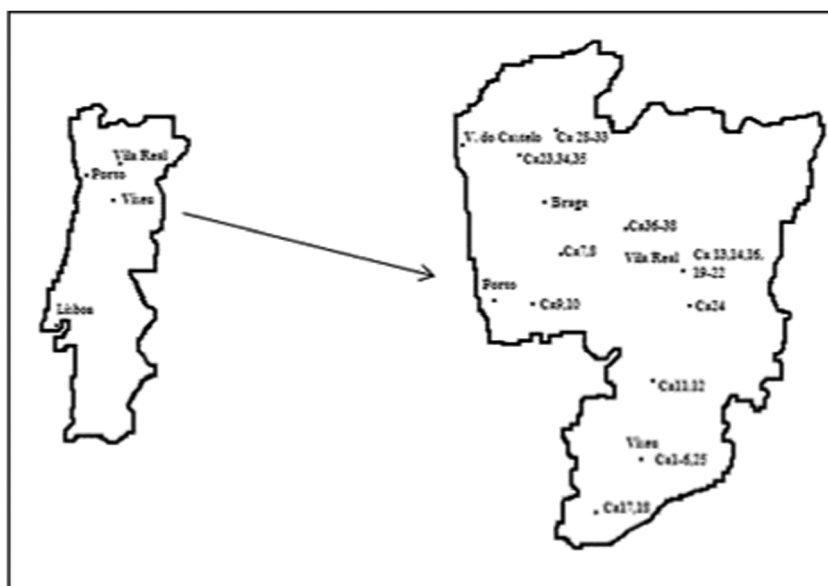 Vila Real
Porto
Viseu
Lisboa
V. do Castelo
Ca 28-33
Ca23,34,35
Braga
Ca36-38
Ca7,8
Vila Real
Ca 13,14,16,
19-22
Porto
Ca9,10
Ca24
Ca11,12
Viseu
Ca1-6,25
Ca17,18